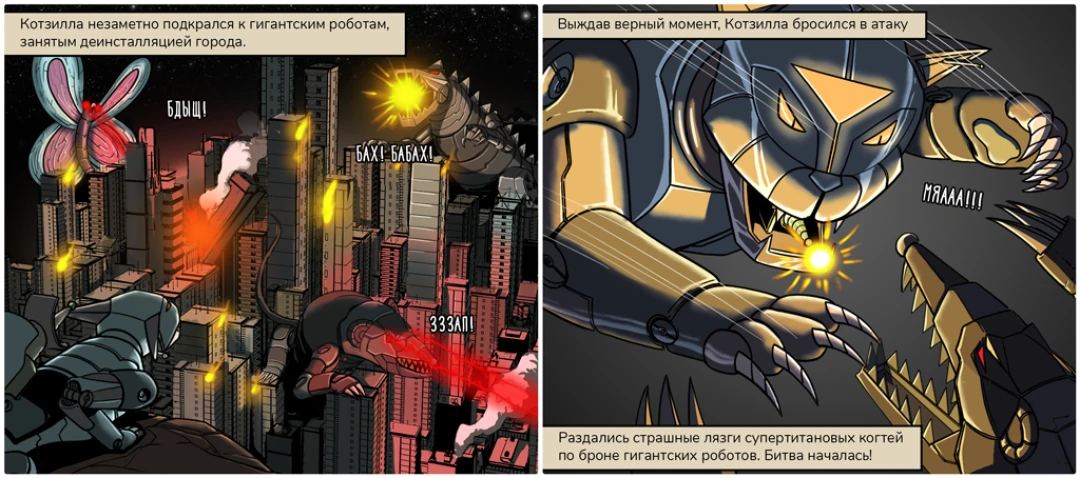 Котзилла незаметно подкрался к гигантским роботам,
занятым деинсталляцией города.
БДЫЩ!
БАХ! БАБАХ!
ЗЗЗАП!
Выждав верный момент, Котзилла бросился в атаку
МЯААА!!!
Раздались страшные лязги супертитановых когтей
по броне гигантских роботов. Битва началась!